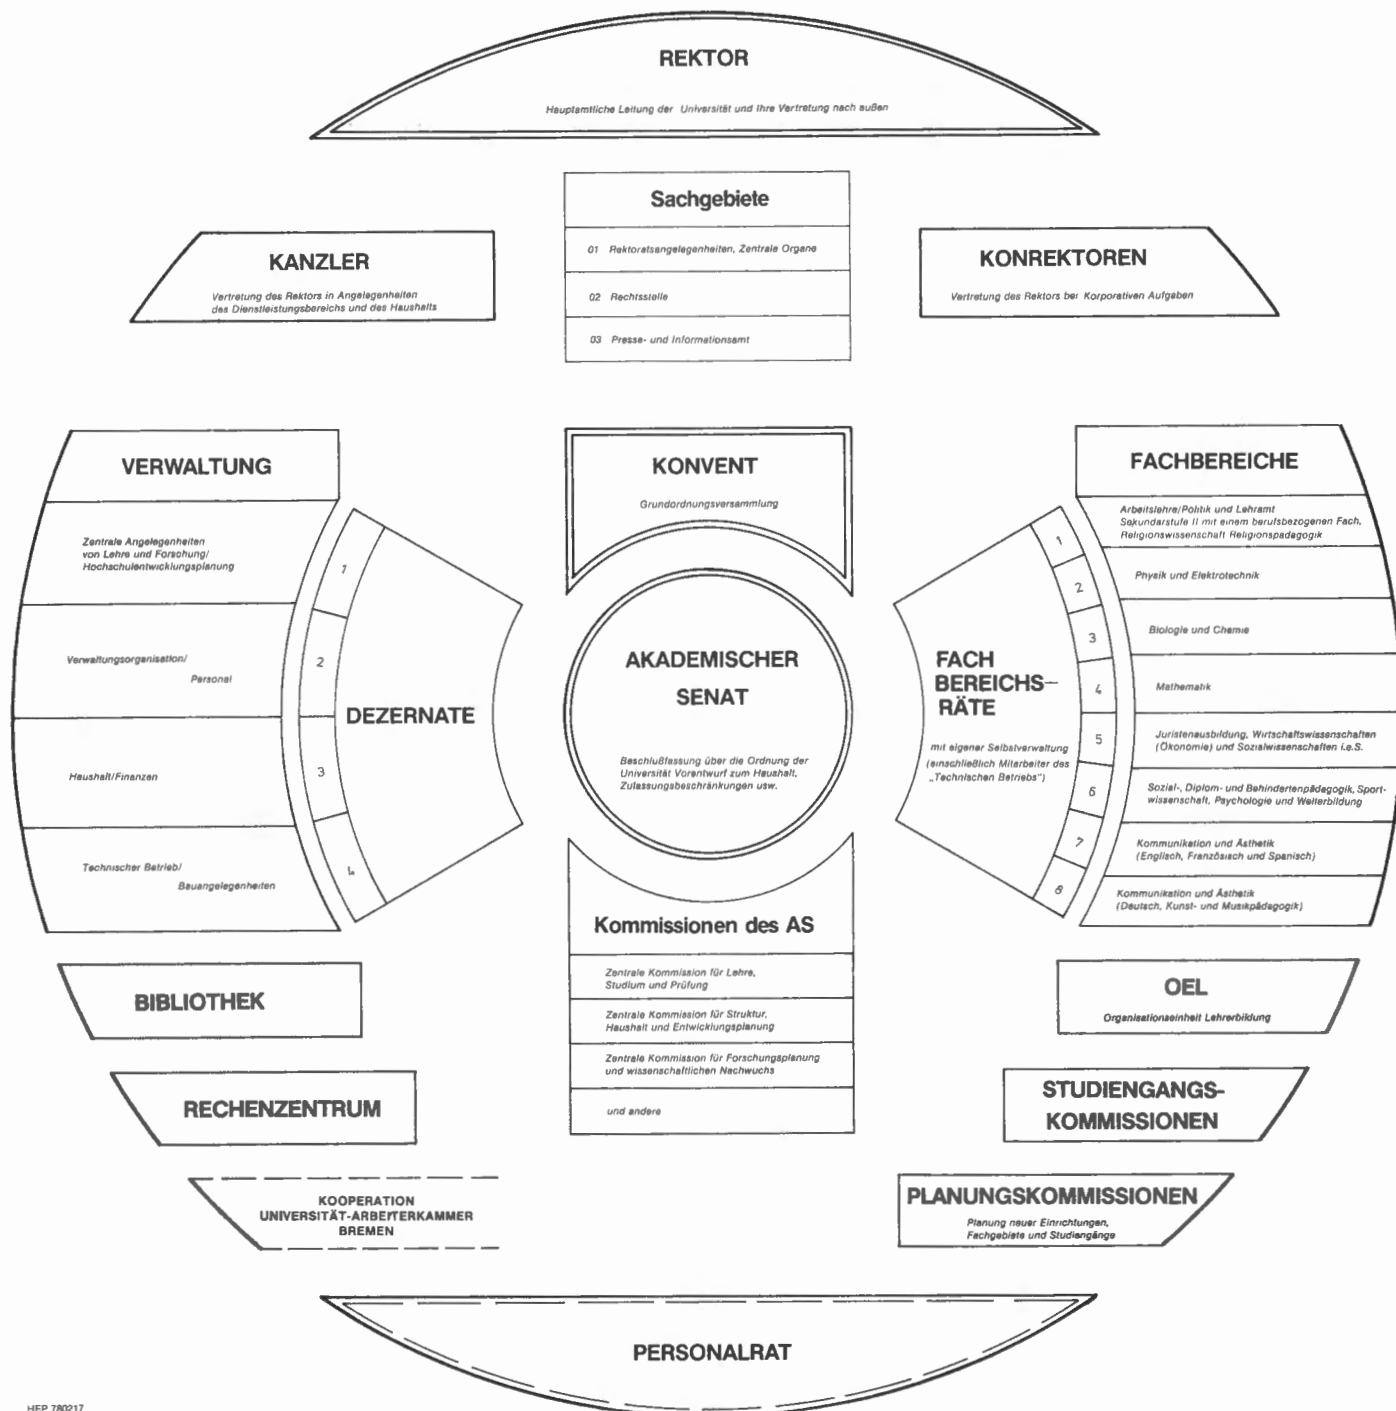 REKTOR
Hauptamtliche Leitung der Universität und Ihre Vertretung nach außen
Sachgebiete
01 Rektoratsangelegenheiten, Zentrale Organe
02 Rechtsstelle
03 Presse- und Informationsamt
KANZLER
Vertretung des Rektors in Angelegenheiten
des Dienstleistungsbereichs und des Haushalts
KONREKTOREN
Vertretung des Rektors bei Korporativen Aufgaben
VERWALTUNG
Zentrale Angelegenheiten
von Lehre und Forschung/
Hochschulentwicklungsplanung
Verwaltungsorganisation/
Personal
Haushalt/Finanzen
Technischer Betrieb/
Bauangelegenheiten
1
2
3
4
DEZERNATE
KONVENT
Grundordnungsversammlung
AKADEMISCHER
SENAT
Beschlußfassung über die Ordnung der
Universität Vorentwurf zum Haushalt,
Zulassungsbeschränkungen usw.
Kommissionen des AS
Zentrale Kommission für Lehre,
Studium und Prüfung
Zentrale Kommission für Struktur,
Haushalt und Entwicklungsplanung
Zentrale Kommission für Forschungsplanung
und wissenschaftlichen Nachwuchs
und andere
FACH
BEREICHS-
RÄTE
mit eigener Selbstverwaltung
(einschließlich Mitarbeiter des
„Technischen Betriebs“)
1
2
3
4
5
6
7
8
FACHBEREICHE
Arbeitslehre/Politik und Lehramt
Sekundarstufe II mit einem berufsbezogenen Fach,
Religionswissenschaft Religionspädagogik
Physik und Elektrotechnik
Biologie und Chemie
Mathematik
Juristenausbildung, Wirtschaftswissenschaften
(Ökonomie) und Sozialwissenschaften i.e.S.
Sozial-, Diplom- und Behindertenpädagogik, Sport-
wissenschaft, Psychologie und Weiterbildung
Kommunikation und Ästhetik
(Englisch, Französisch und Spanisch)
Kommunikation und Ästhetik
(Deutsch, Kunst- und Musikpädagogik)
BIBLIOTHEK
RECHENZENTRUM
KOOPERATION
UNIVERSITÄT-ARBEITERKAMMER
BREMEN
OEL
Organisationseinheit Lehrerbildung
STUDIENGANGS-
KOMMISSIONEN
PLANUNGSKOMMISSIONEN
Planung neuer Einrichtungen,
Fachgebiete und Studiengänge
PERSONALRAT
HEP 780217